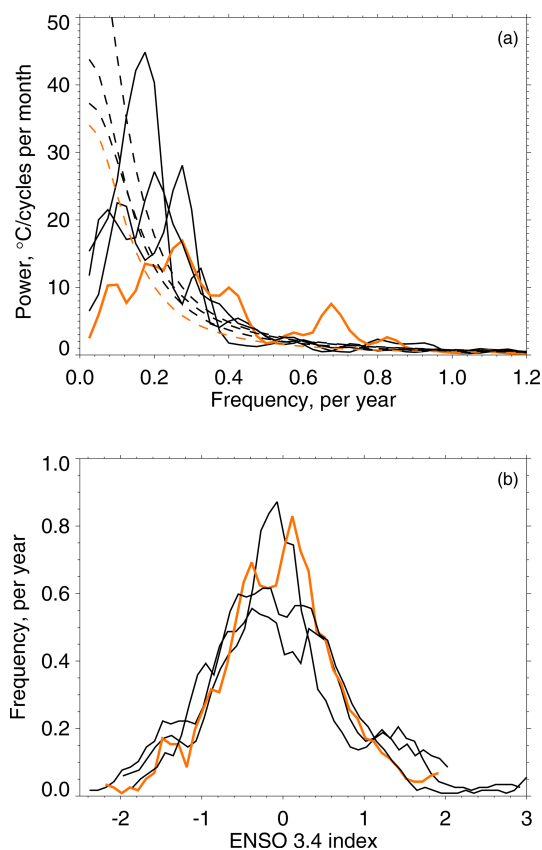 50
(a)
40
30
20
10
0
Power, °C/cycles per month
0.0 0.2 0.4 0.6 0.8 1.0 1.2
Frequency, per year
1.0
(b)
0.8
0.6
0.4
0.2
0.0
Frequency, per year
-2 -1 0 1 2 3
ENSO 3.4 index